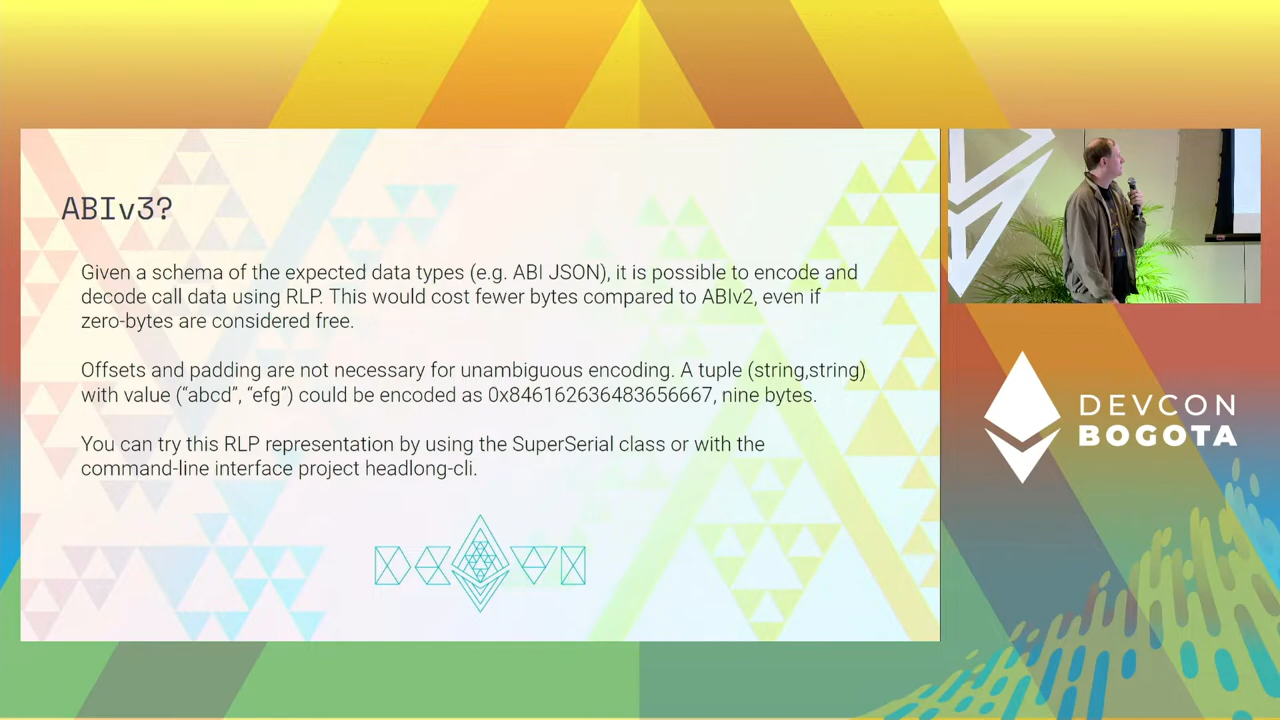 ABIv3?
Given a schema of the expected data types (e.g. ABI JSON), it is possible to encode and
decode call data using RLP. This would cost fewer bytes compared to ABIv2, even if
zero-bytes are considered free.
Offsets and padding are not necessary for unambiguous encoding. A tuple (string,string)
with value (“abcd”, “efg”) could be encoded as 0x846162636483656667, nine bytes.
You can try this RLP representation by using the SuperSerial class or with the
command-line interface project headlong-cli.
DEVCON
BOGOTA